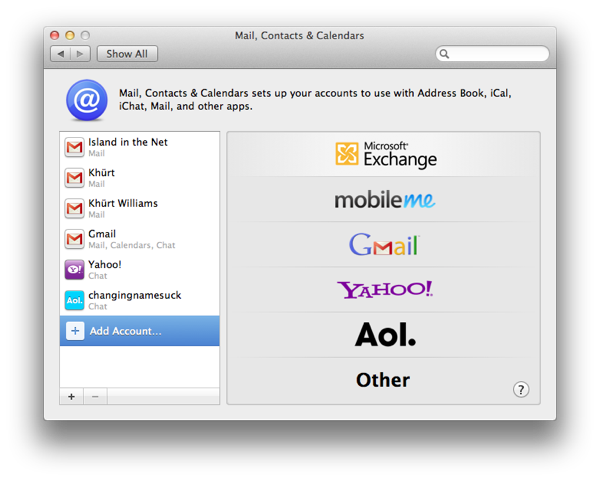 Mail, Contacts & Calendars
Show All
Mail, Contacts & Calendars sets up your accounts to use with Address Book, iCal,
iChat, Mail, and other apps.
@
Island in the Net
Mail
Khürt
Mail
Khürt Williams
Mail
Gmail
Mail, Calendars, Chat
Y!
Yahoo!
Chat
Aol.
changingnamesuck
Chat
+ Add Account...
+ −
Microsoft®
Exchange
mobileme
Gmail™
YAHOO!®
Aol.
Other
?